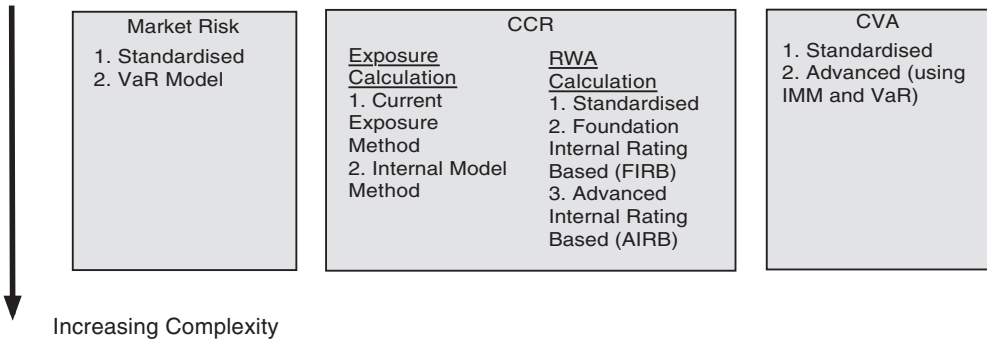 Market Risk
1. Standardised
2. VaR Model
CCR
Exposure
Calculation
1. Current
Exposure
Method
2. Internal Model
Method
RWA
Calculation
1. Standardised
2. Foundation
Internal Rating
Based (FIRB)
3. Advanced
Internal Rating
Based (AIRB)
CVA
1. Standardised
2. Advanced (using
IMM and VaR)
Increasing Complexity